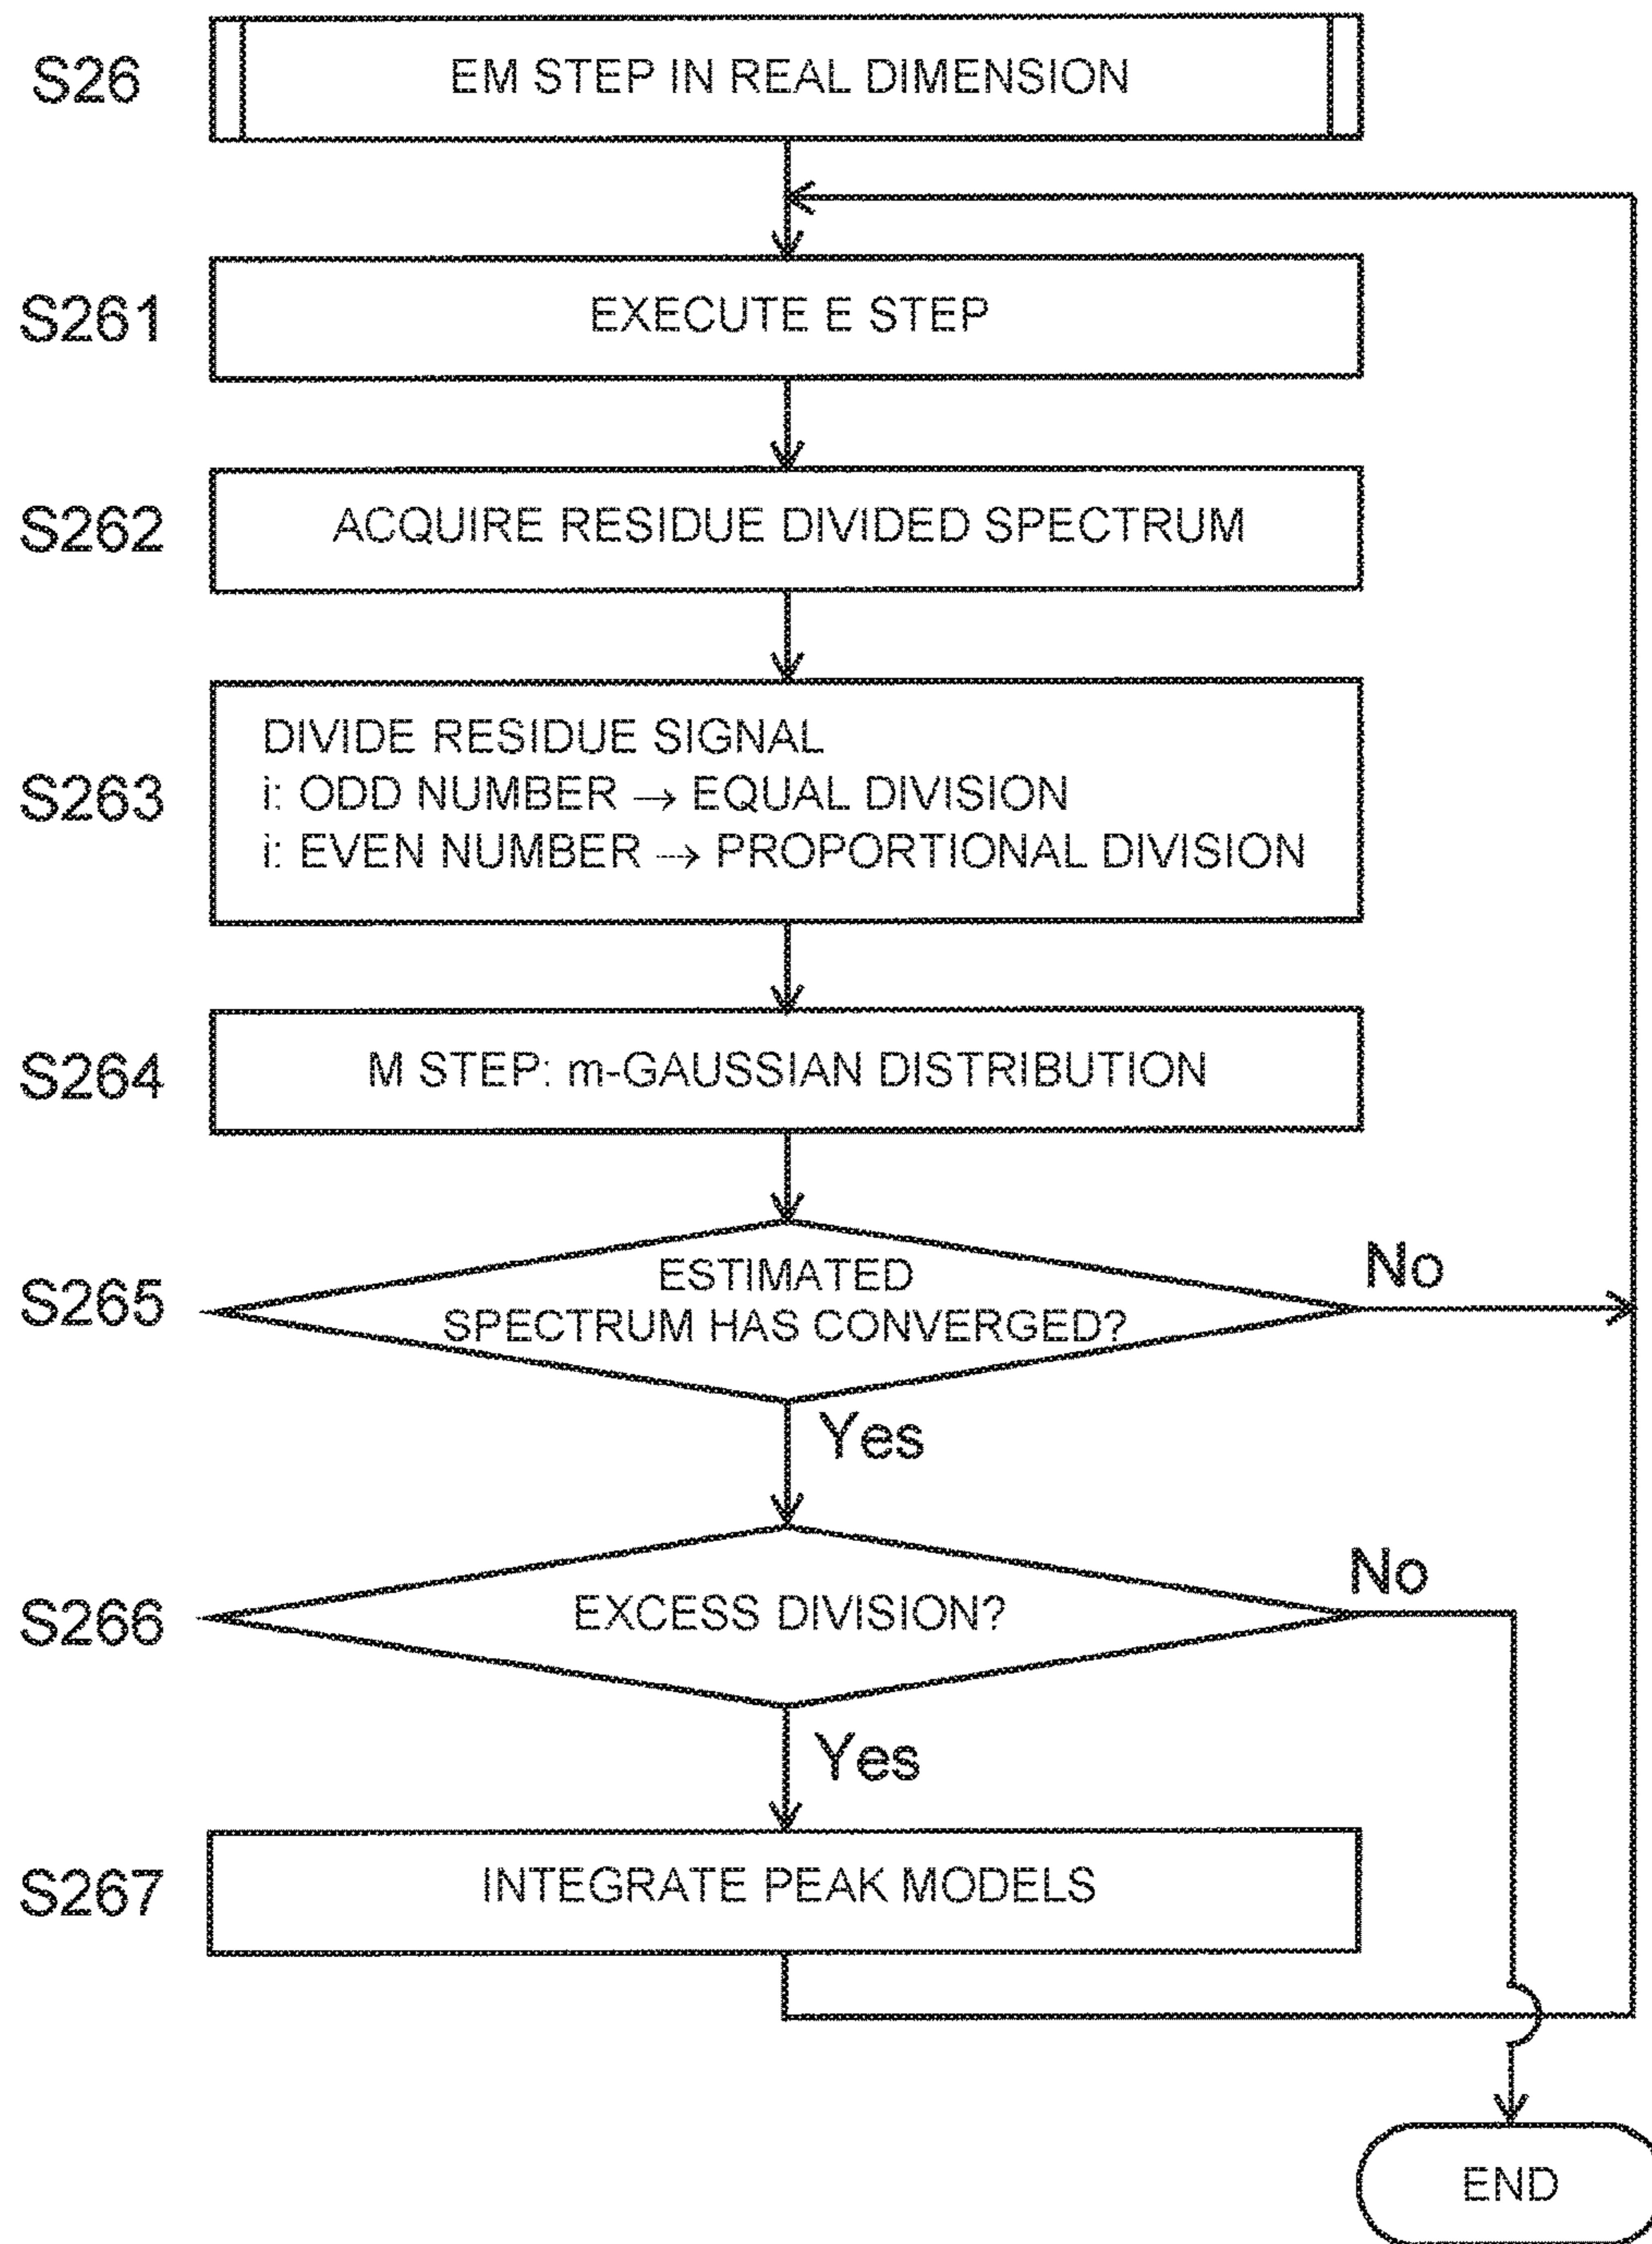 S26
EM STEP IN REAL DIMENSION
S261
EXECUTE E STEP
S262
ACQUIRE RESIDUE DIVIDED SPECTRUM
S263
DIVIDE RESIDUE SIGNAL
i: ODD NUMBER → EQUAL DIVISION
i: EVEN NUMBER → PROPORTIONAL DIVISION
S264
M STEP: m-GAUSSIAN DISTRIBUTION
S265
ESTIMATED
SPECTRUM HAS CONVERGED?
No
Yes
S266
EXCESS DIVISION?
No
Yes
S267
INTEGRATE PEAK MODELS
END